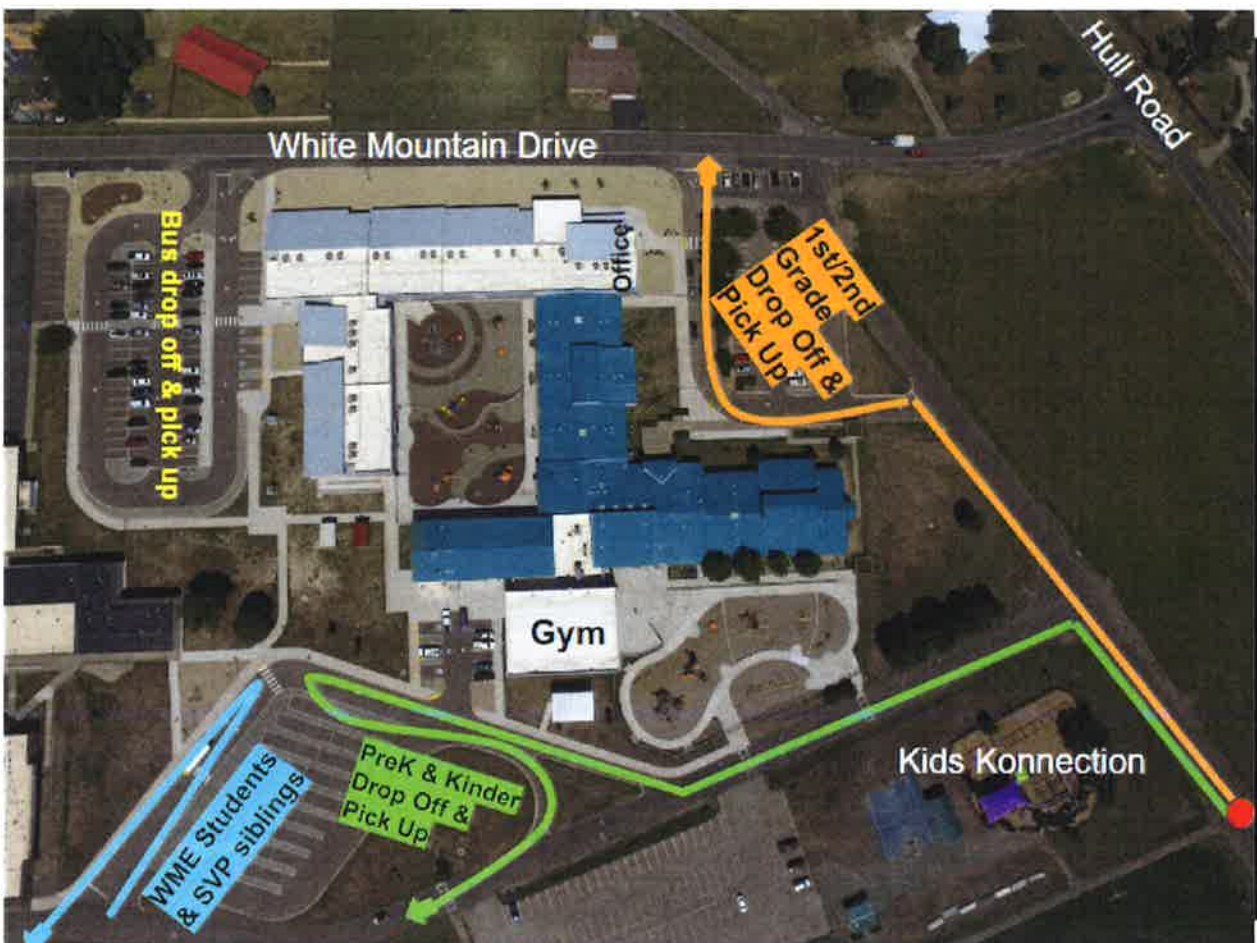 Hull Road
White Mountain Drive
Bus drop off & pick up
Office
1st/2nd
Grade
Drop Off &
Pick Up
Gym
Kids Konnection
PreK & Kinder
Drop Off &
Pick Up
WME Students
& SVP siblings